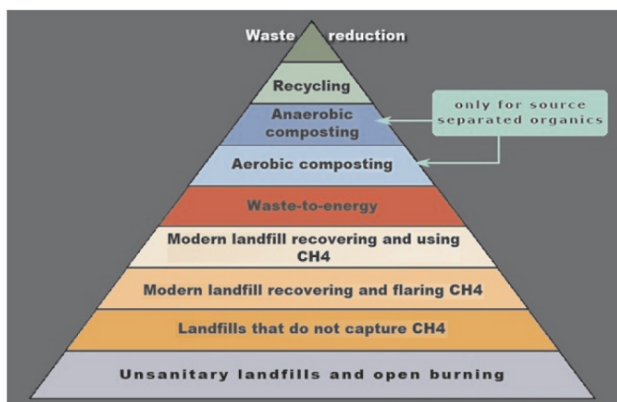 Waste reduction
Recycling
Anaerobic
composting
only for source
separated organics
Aerobic composting
Waste-to-energy
Modern landfill recovering and using
CH4
Modern landfill recovering and flaring CH4
Landfills that do not capture CH4
Unsanitary landfills and open burning